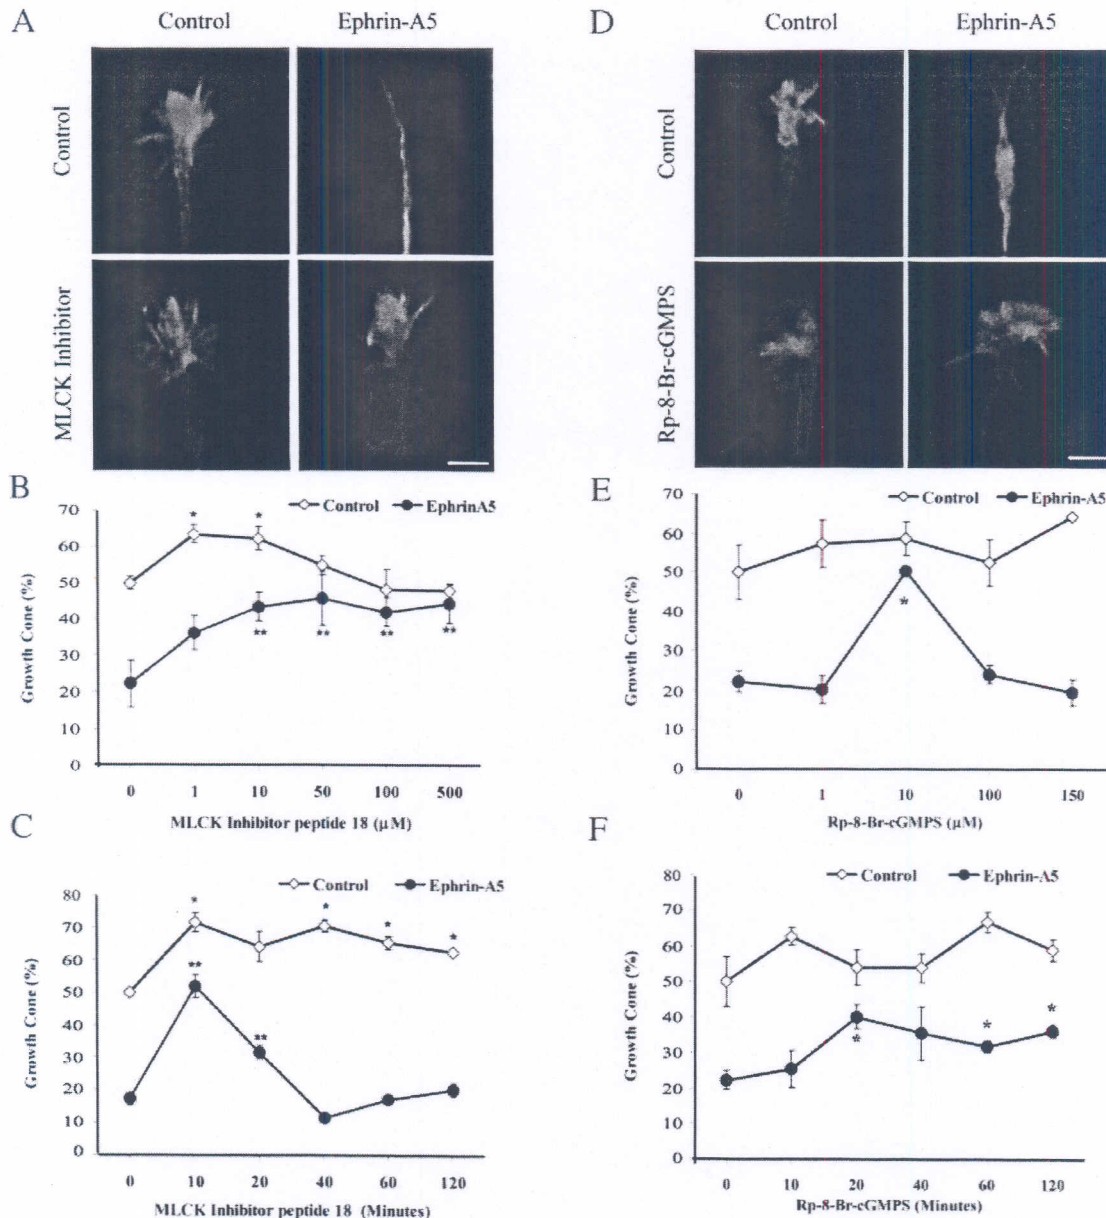 A
Control
Ephrin-A5
Control
MLCK Inhibitor
B
Control
EphrinA5
70
60
50
40
30
20
10
0
Growth Cone (%)
*
*
**
**
**
**
0 1 10 50 100 500
MLCK Inhibitor peptide 18 (µM)
C
Control
Ephrin-A5
80
70
60
50
40
30
20
10
0
Growth Cone (%)
*
*
*
*
**
**
0 10 20 40 60 120
MLCK Inhibitor peptide 18 (Minutes)
D
Control
Ephrin-A5
Control
Rp-8-Br-cGMPS
E
Control
Ephrin-A5
70
60
50
40
30
20
10
0
Growth Cone (%)
*
0 1 10 100 150
Rp-8-Br-cGMPS (µM)
F
Control
Ephrin-A5
80
70
60
50
40
30
20
10
0
Growth Cone (%)
*
*
*
0 10 20 40 60 120
Rp-8-Br-cGMPS (Minutes)